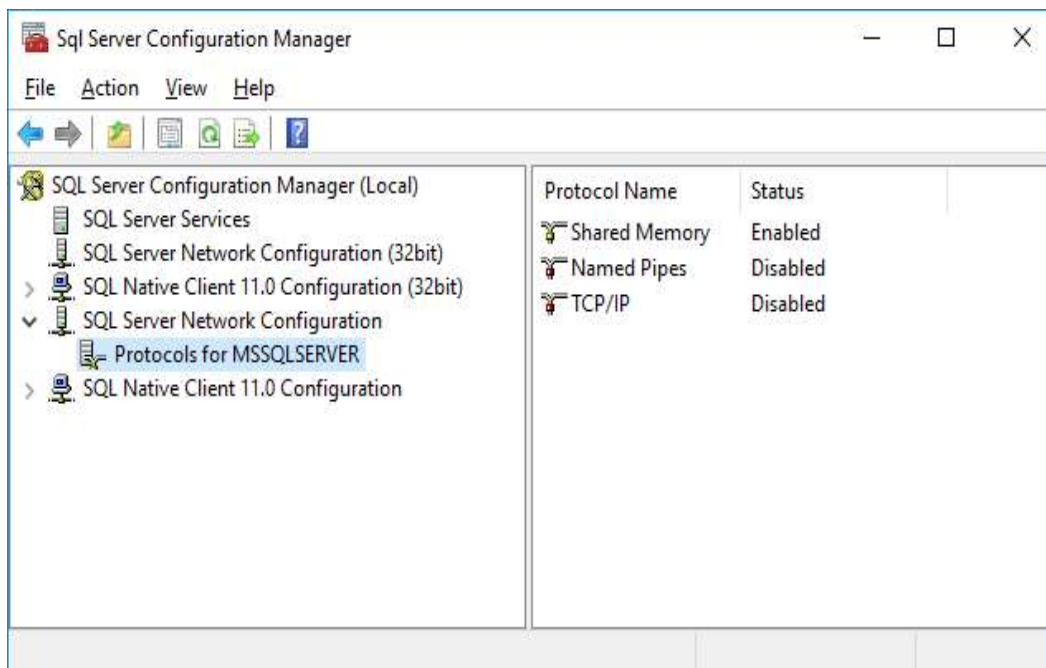 Sql Server Configuration Manager
File Action View Help
SQL Server Configuration Manager (Local)
SQL Server Services
SQL Server Network Configuration (32bit)
SQL Native Client 11.0 Configuration (32bit)
SQL Server Network Configuration
Protocols for MSSQLSERVER
SQL Native Client 11.0 Configuration
Protocol Name Status
Shared Memory Enabled
Named Pipes Disabled
TCP/IP Disabled